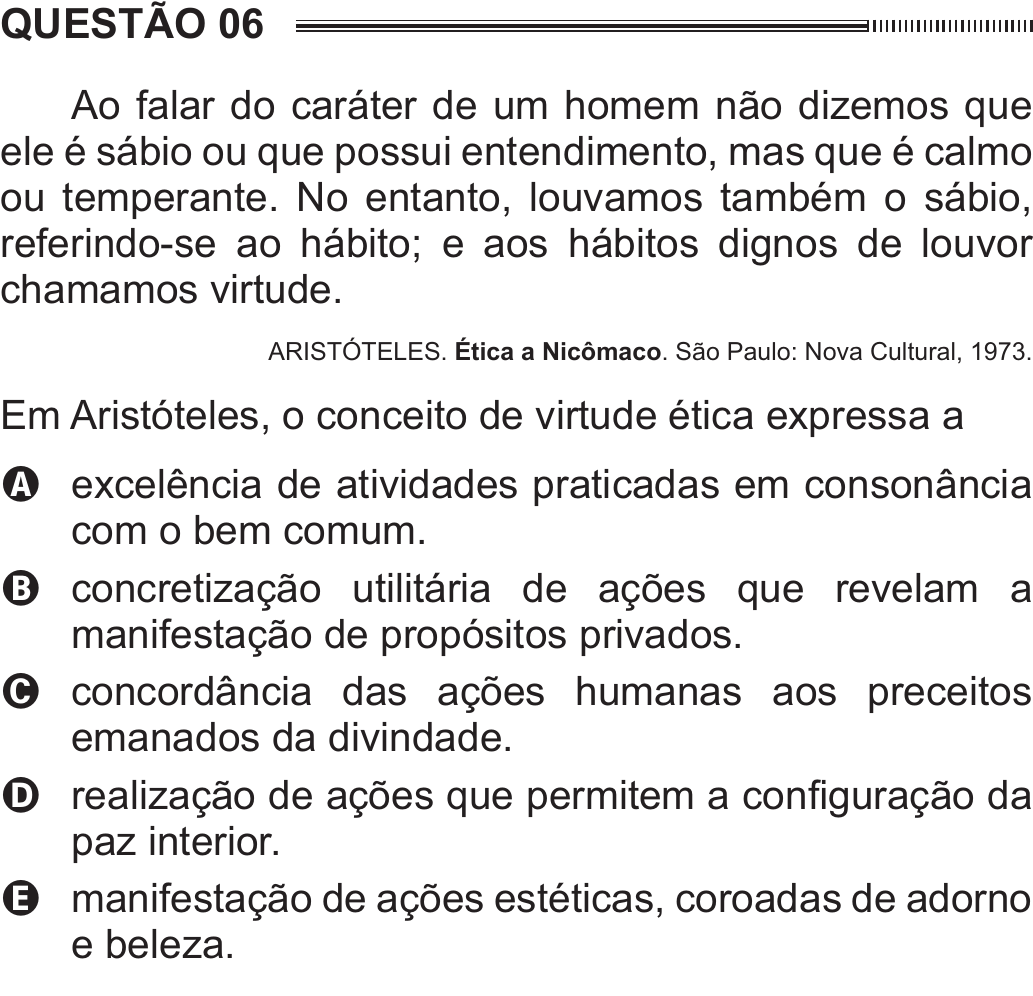 QUESTÃO 06
Ao falar do caráter de um homem não dizemos que
ele é sábio ou que possui entendimento, mas que é calmo
ou temperante. No entanto, louvamos também o sábio,
referindo-se ao hábito; e aos hábitos dignos de louvor
chamamos virtude.
ARISTÓTELES. Ética a Nicômaco. São Paulo: Nova Cultural, 1973.
Em Aristóteles, o conceito de virtude ética expressa a
A excelência de atividades praticadas em consonância
com o bem comum.
B concretização utilitária de ações que revelam a
manifestação de propósitos privados.
C concordância das ações humanas aos preceitos
emanados da divindade.
D realização de ações que permitem a configuração da
paz interior.
E manifestação de ações estéticas, coroadas de adorno
e beleza.